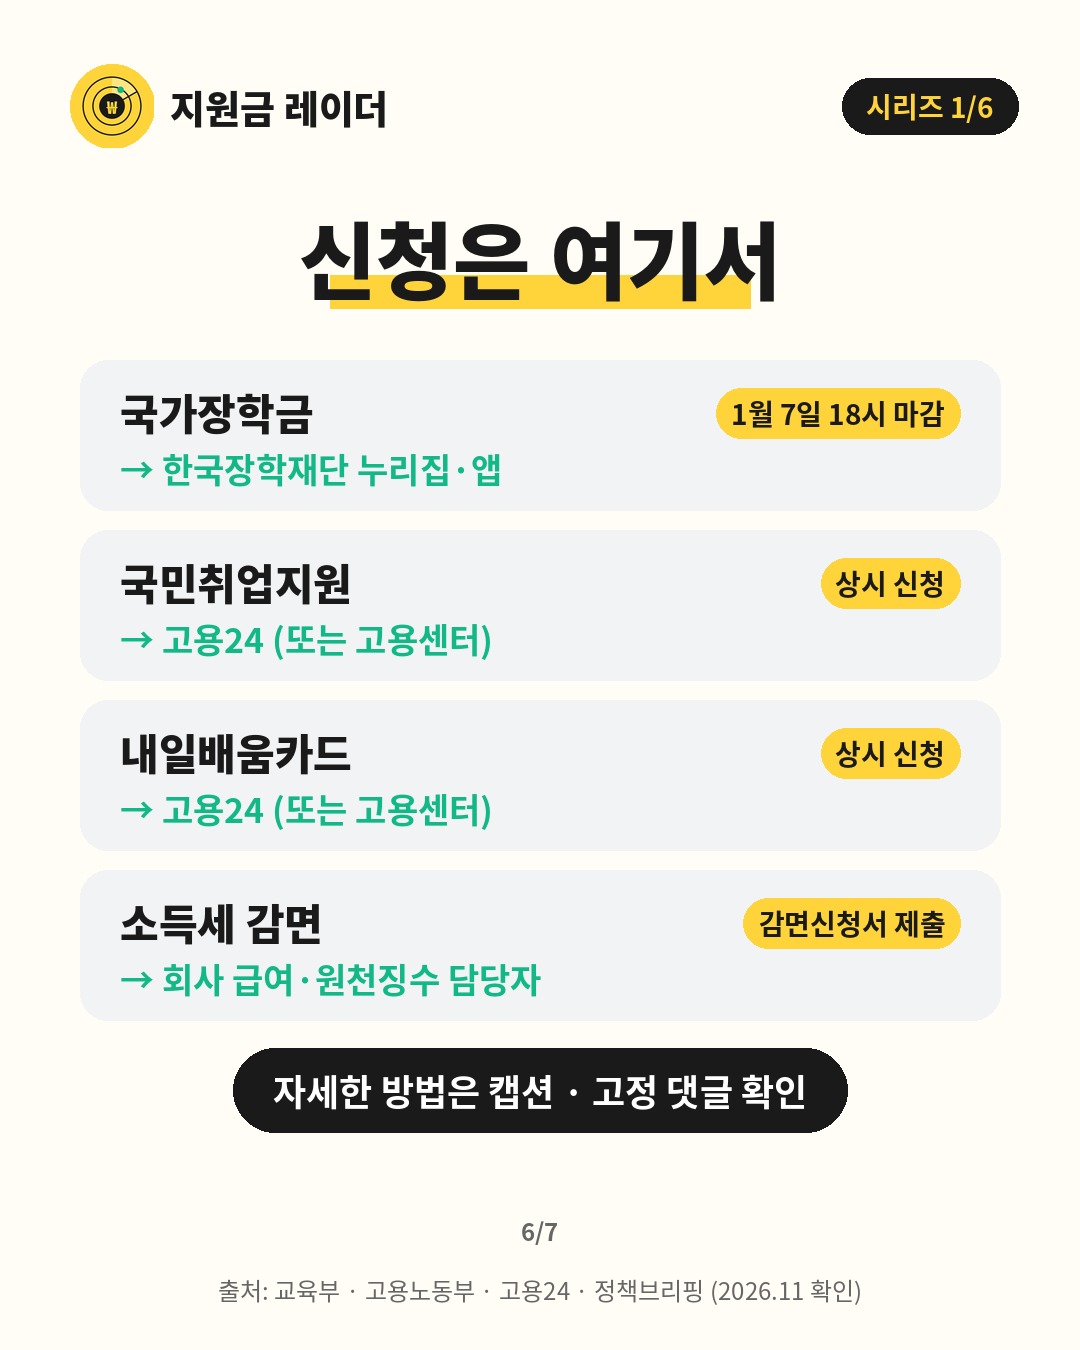 지원금 레이더
시리즈 1/6
신청은 여기서
국가장학금
1월 7일 18시 마감
→ 한국장학재단 누리집·앱
국민취업지원
상시 신청
→ 고용24 (또는 고용센터)
내일배움카드
상시 신청
→ 고용24 (또는 고용센터)
소득세 감면
감면신청서 제출
→ 회사 급여·원천징수 담당자
자세한 방법은 캡션 · 고정 댓글 확인
6/7
출처: 교육부 · 고용노동부 · 고용24 · 정책브리핑 (2026.11 확인)